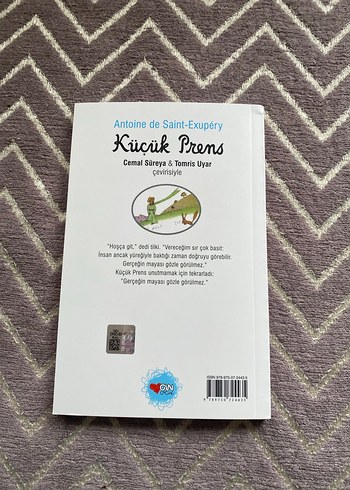 Antoine de Saint-Exupéry
Küçük Prens
Cemal Süreya & Tomris Uyar
çevirisiyle
"Hoşça git," dedi tilki. "Vereceğim sır çok basit:
İnsan ancak yüreğiyle baktığı zaman doğruyu görebilir.
Gerçeğin mayası gözle görülmez."
Küçük Prens unutmamak için tekrarladı:
"Gerçeğin mayası gözle görülmez."
CAN
ÇOCUK